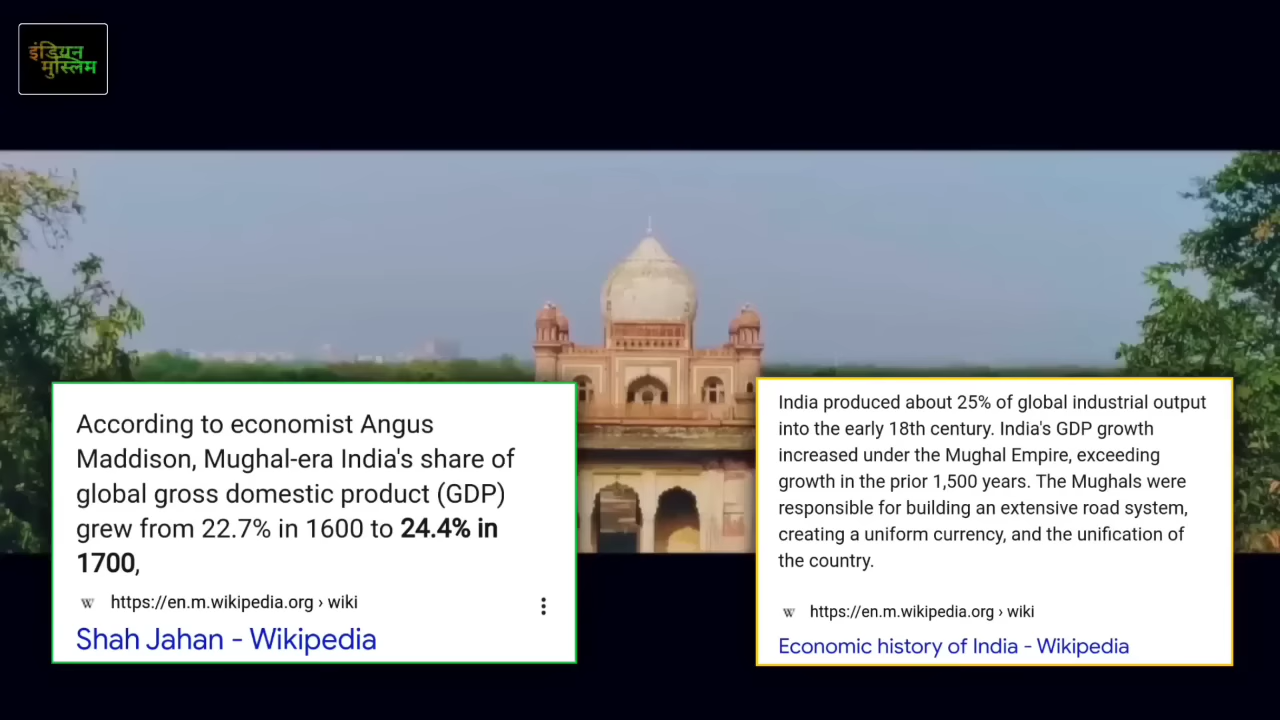 इंडियन
मुस्लिम
According to economist Angus
Maddison, Mughal-era India's share of
global gross domestic product (GDP)
grew from 22.7% in 1600 to 24.4% in
1700,
W https://en.m.wikipedia.org › wiki
Shah Jahan - Wikipedia
India produced about 25% of global industrial output
into the early 18th century. India's GDP growth
increased under the Mughal Empire, exceeding
growth in the prior 1,500 years. The Mughals were
responsible for building an extensive road system,
creating a uniform currency, and the unification of
the country.
W https://en.m.wikipedia.org › wiki
Economic history of India - Wikipedia